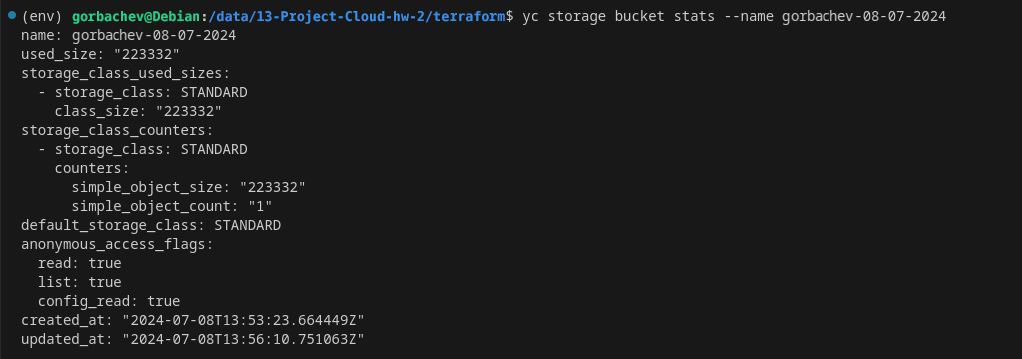 (env) gorbachev@Debian:/data/13-Project-Cloud-hw-2/terraform$ yc storage bucket stats --name gorbachev-08-07-2024
name: gorbachev-08-07-2024
used_size: "223332"
storage_class_used_sizes:
  - storage_class: STANDARD
    class_size: "223332"
storage_class_counters:
  - storage_class: STANDARD
    counters:
      simple_object_size: "223332"
      simple_object_count: "1"
default_storage_class: STANDARD
anonymous_access_flags:
  read: true
  list: true
  config_read: true
created_at: "2024-07-08T13:53:23.664449Z"
updated_at: "2024-07-08T13:56:10.751063Z"